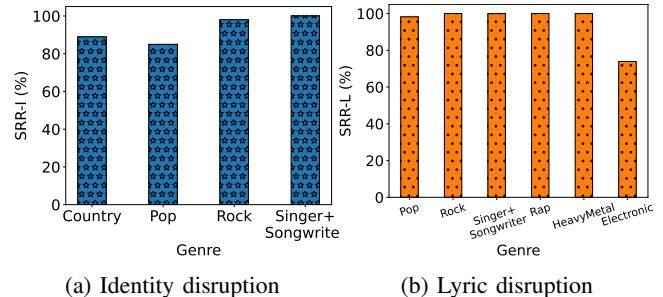 100
80
60
40
20
0
SRR-I (%)
Country Pop Rock Singer+
Songwrite
Genre
(a) Identity disruption
100
80
60
40
20
0
SRR-L (%)
Pop Rock Singer+
Songwriter Rap HeavyMetal Electronic
Genre
(b) Lyric disruption